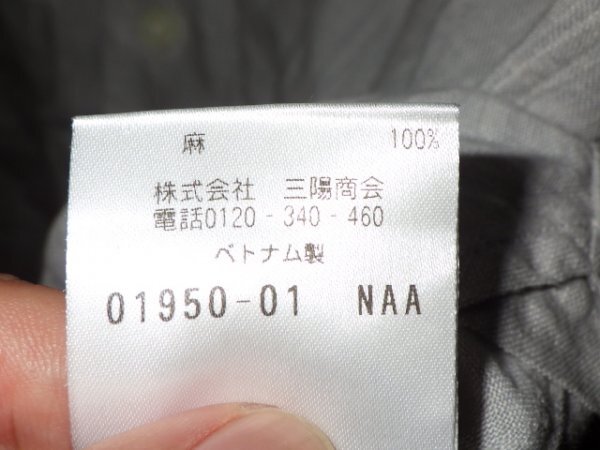 麻 100%
株式会社 三陽商会
電話0120-340-460
ベトナム製
01950-01 NAA